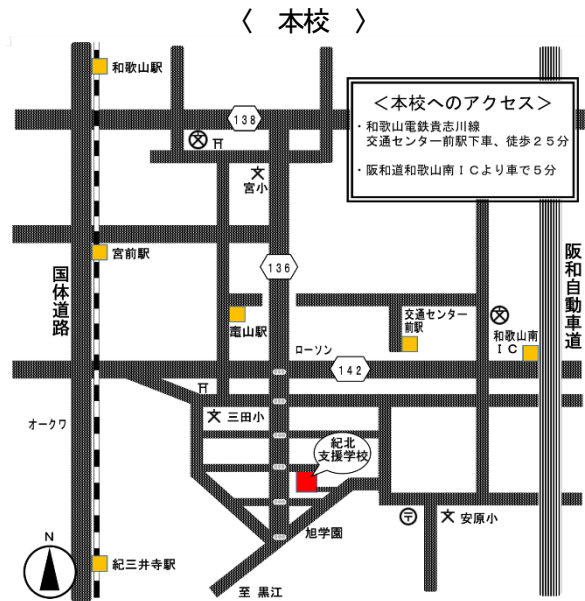 〈 本校 〉
和歌山駅
138
＜本校へのアクセス＞
・和歌山電鉄貴志川線
交通センター前駅下車、徒歩２５分
・阪和道和歌山南ＩＣより車で５分
宮小
国体道路
宮前駅
136
阪和自動車道
竈山駅
交通センター
前駅
和歌山南
ＩＣ
ローソン
142
オークワ
三田小
紀北
支援学校
旭学園
安原小
N
紀三井寺駅
至 黒江